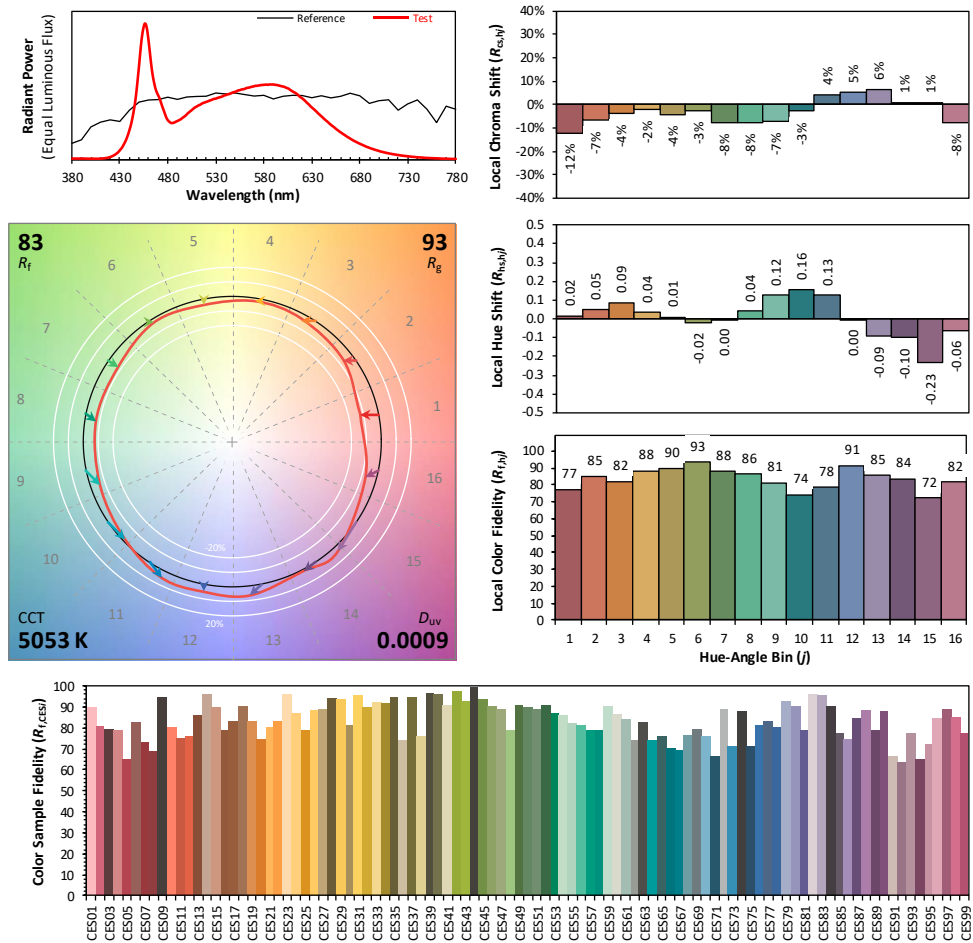 Radiant Power
(Equal Luminous Flux)
Reference
Test
380 430 480 530 580 630 680 730 780
Wavelength (nm)
Local Chroma Shift (Rcs,hj)
40%
30%
20%
10%
0%
-10%
-20%
-30%
-40%
-12% -7% -4% -2% -4% -3% -8% -8% -7% -3% 4% 5% 6% 1% 1% -8%
83
Rf
93
Rg
1 2 3 4 5 6 7 8 9 10 11 12 13 14 15 16
-20%
20%
CCT
5053 K
Duv
0.0009
Local Hue Shift (Rhs,hj)
0.5
0.4
0.3
0.2
0.1
0.0
-0.1
-0.2
-0.3
-0.4
-0.5
0.02 0.05 0.09 0.04 0.01 -0.02 0.00 0.04 0.12 0.16 0.13 0.00 -0.09 -0.10 -0.23 -0.06
Local Color Fidelity (Rf,hj)
100
90
80
70
60
50
40
30
20
10
0
77 85 82 88 90 93 88 86 81 74 78 91 85 84 72 82
1 2 3 4 5 6 7 8 9 10 11 12 13 14 15 16
Hue-Angle Bin (j)
Color Sample Fidelity (Rf,CESi)
100
90
80
70
60
50
40
30
20
10
0
CES01 CES03 CES05 CES07 CES09 CES11 CES13 CES15 CES17 CES19 CES21 CES23 CES25 CES27 CES29 CES31 CES33 CES35 CES37 CES39 CES41 CES43 CES45 CES47 CES49 CES51 CES53 CES55 CES57 CES59 CES61 CES63 CES65 CES67 CES69 CES71 CES73 CES75 CES77 CES79 CES81 CES83 CES85 CES87 CES89 CES91 CES93 CES95 CES97 CES99